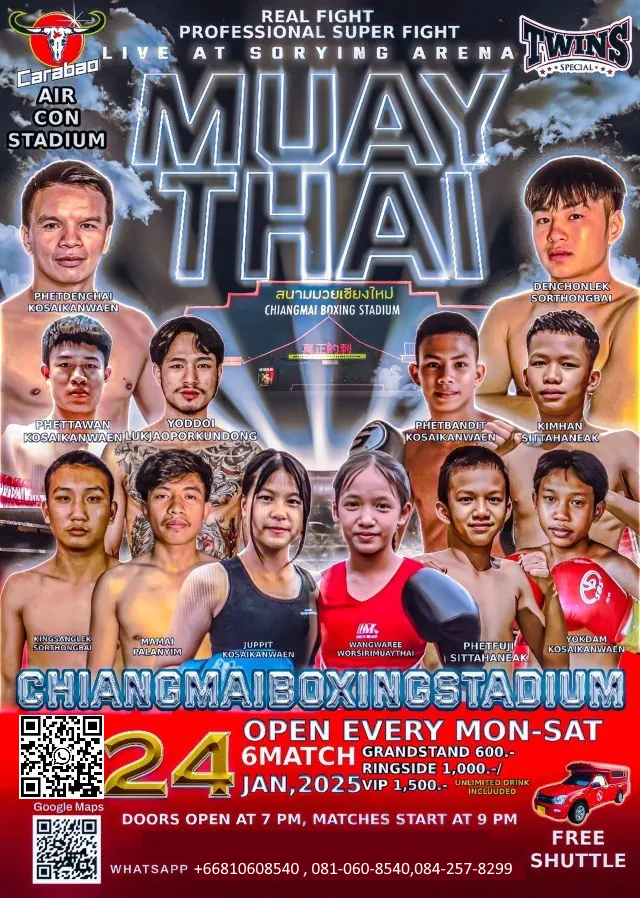 REAL FIGHT
PROFESSIONAL SUPER FIGHT
LIVE AT SORYING ARENA
Carabao
TWINS
SPECIAL
AIR
CON
STADIUM
MUAY
THAI
สนามมวยเชียงใหม่
CHIANGMAI BOXING STADIUM
PHETDENCHAI
KOSAIKANWAEN
DENCHONLEK
SORTHONGBAI
PHETTAWAN
KOSAIKANWAEN
YODDOI
LUKJAOPORKUNDONG
PHETBANDIT
KOSAIKANWAEN
KIMHAN
SITTAHANEAK
KINGSANGLEK
SORTHONGBAI
MAMAI
PALANYIM
JUPPIT
KOSAIKANWAEN
WANGWAREE
WORSIRIMUAYTHAI
PHETFUJI
SITTAHANEAK
YOKDAM
KOSAIKANWAEN
CHIANGMAIBOXINGSTADIUM
OPEN EVERY MON-SAT
24
6MATCH
JAN,2025
GRANDSTAND 600.-
RINGSIDE 1,000.-/
VIP 1,500.- UNLIMITED DRINK
INCLUUDED
Google Maps
DOORS OPEN AT 7 PM, MATCHES START AT 9 PM
FREE
SHUTTLE
WHATSAPP +66810608540 , 081-060-8540,084-257-8299